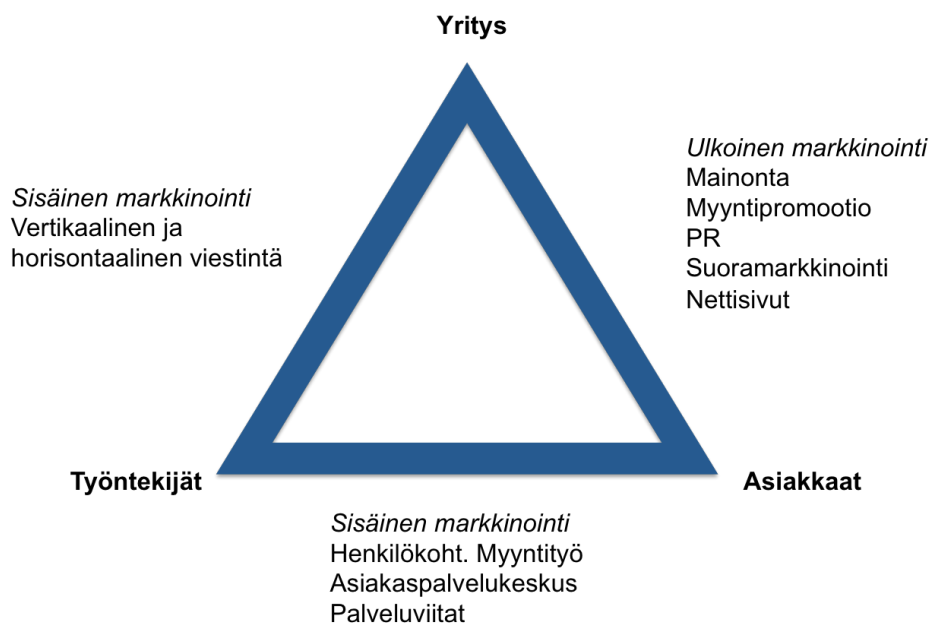 Yritys
Sisäinen markkinointi
Vertikaalinen ja
horisontaalinen viestintä
Ulkoinen markkinointi
Mainonta
Myyntipromootio
PR
Suoramarkkinointi
Nettisivut
Työntekijät
Asiakkaat
Sisäinen markkinointi
Henkilökoht. Myyntityö
Asiakaspalvelukeskus
Palveluviitat